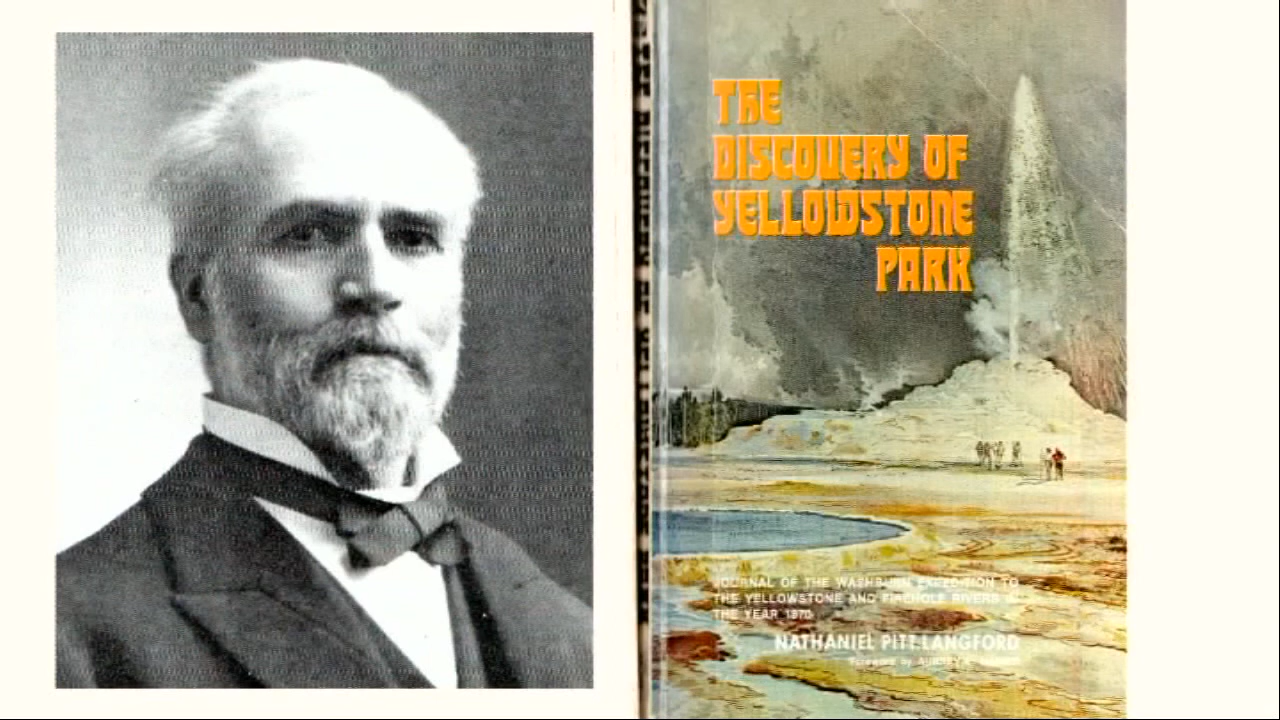 THE
DISCOVERY OF
YELLOWSTONE
PARK
JOURNAL OF THE WASHBURN EXPEDITION TO
THE YELLOWSTONE AND FIREHOLE RIVERS IN
THE YEAR 1870
NATHANIEL PITT LANGFORD
Foreword by